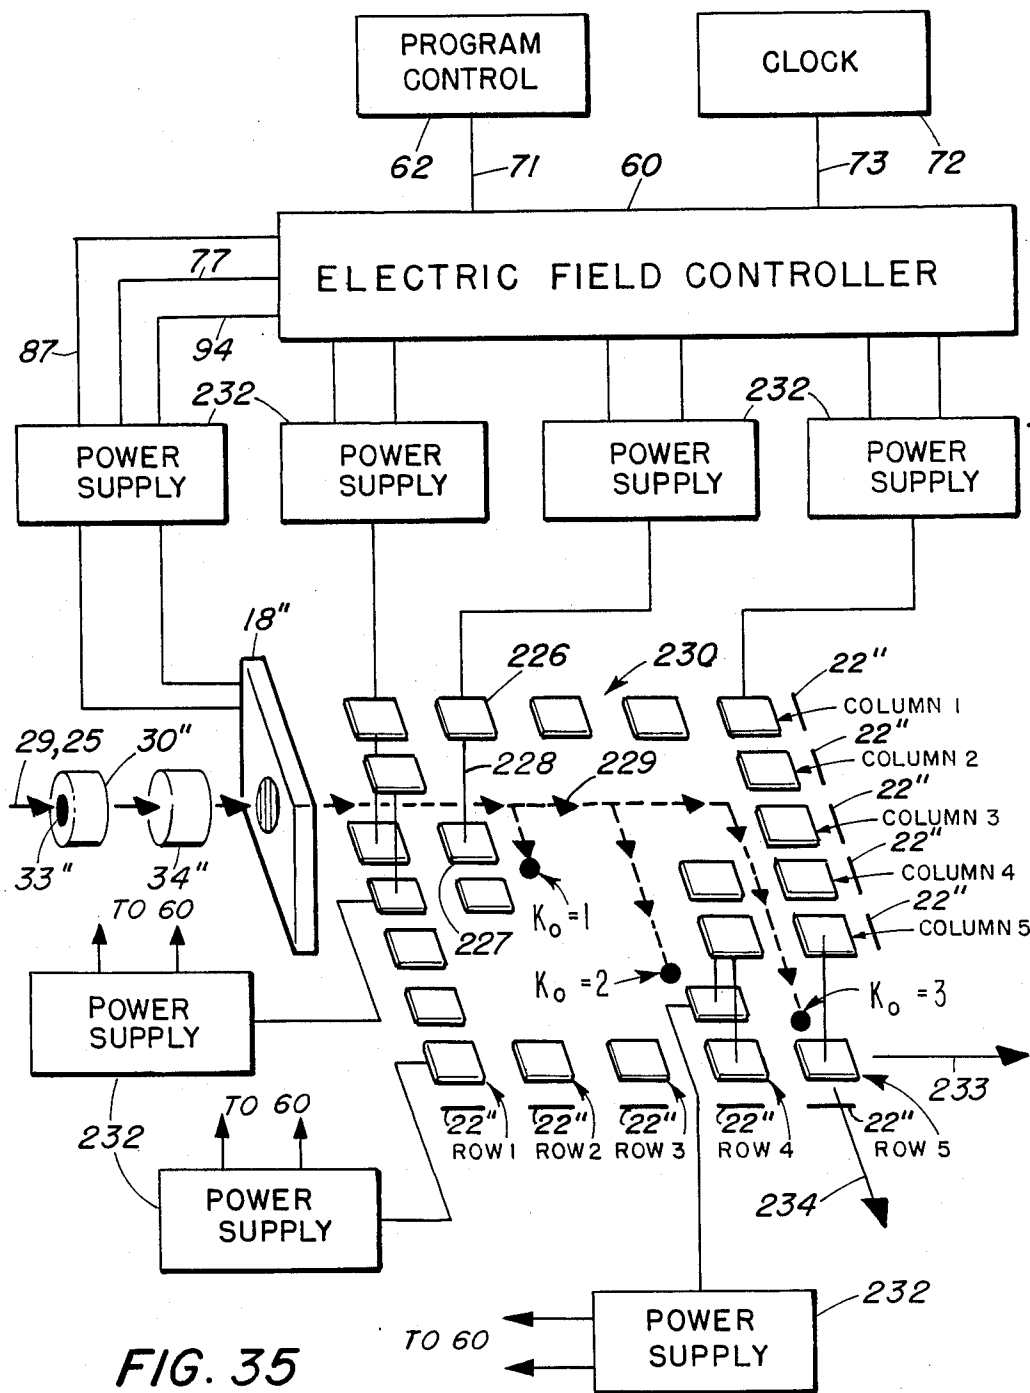 PROGRAM
CONTROL
CLOCK
62
71
60
73
72
77
ELECTRIC FIELD CONTROLLER
87
94
232
232
POWER
SUPPLY
POWER
SUPPLY
POWER
SUPPLY
POWER
SUPPLY
18"
226
230
22"
COLUMN 1
29,25
30"
228
229
22"
COLUMN 2
22"
COLUMN 3
22"
COLUMN 4
33"
34"
22"
COLUMN 5
TO 60
227
K₀=1
K₀=2
K₀=3
POWER
SUPPLY
233
TO 60
232
22"
22"
22"
22"
22"
ROW 1
ROW 2
ROW 3
ROW 4
ROW 5
POWER
SUPPLY
234
232
TO 60
POWER
SUPPLY
FIG. 35